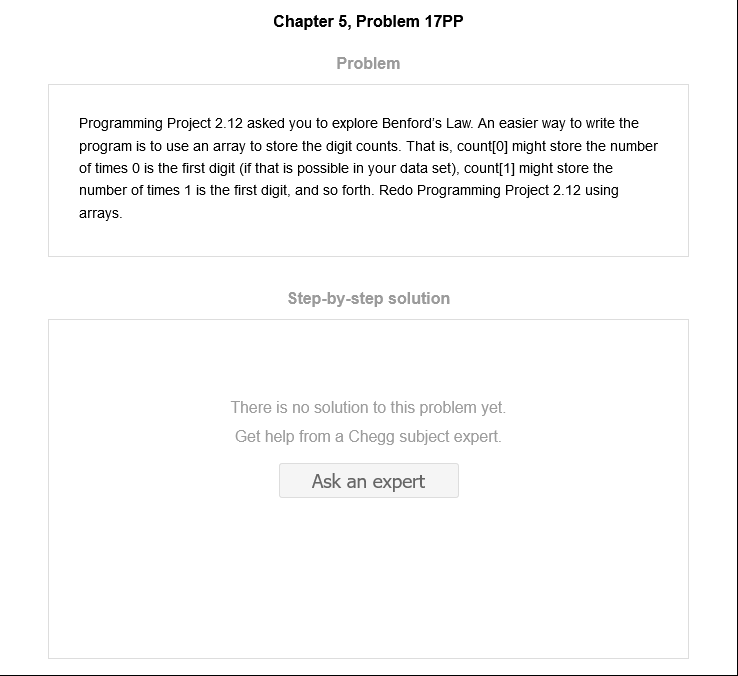 Chapter 5, Problem 17PP
Problem
Programming Project 2.12 asked you to explore Benford's Law. An easier way to write the
program is to use an array to store the digit counts. That is, count[0] might store the number
of times 0 is the first digit (if that is possible in your data set), count[1] might store the
number of times 1 is the first digit, and so forth. Redo Programming Project 2.12 using
arrays.
Step-by-step solution
There is no solution to this problem yet.
Get help from a Chegg subject expert.
Ask an expert